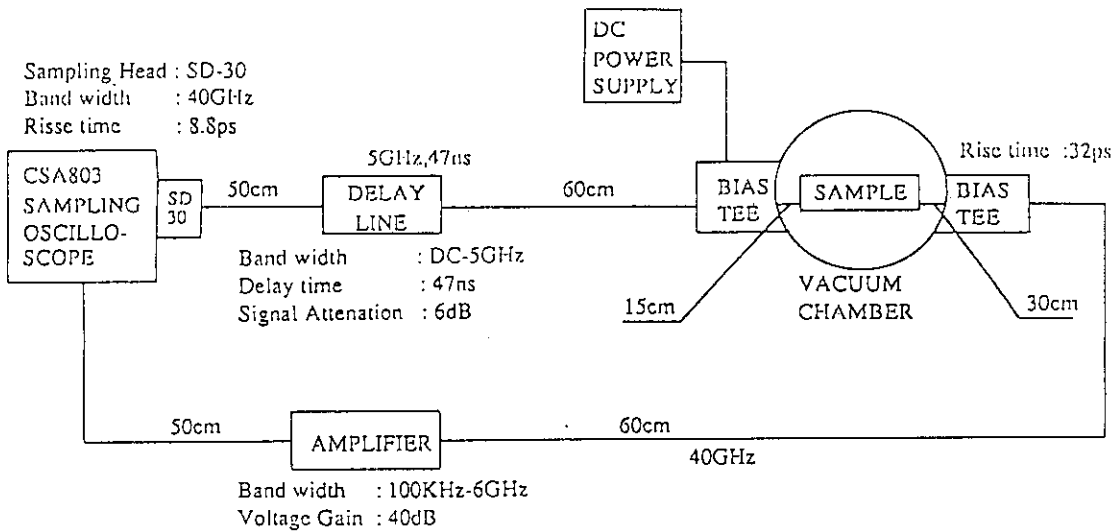 DC
POWER
SUPPLY
Sampling Head : SD-30
Band width : 40GHz
Risse time : 8.8ps
CSA803
SAMPLING
OSCILLO-
SCOPE
SD
30
50cm
5GHz,47ns
DELAY
LINE
60cm
BIAS
TEE
SAMPLE
BIAS
TEE
Rise time :32ps
Band width : DC-5GHz
Delay time : 47ns
Signal Attenation : 6dB
15cm
VACUUM
CHAMBER
30cm
50cm
AMPLIFIER
60cm
40GHz
Band width : 100KHz-6GHz
Voltage Gain : 40dB